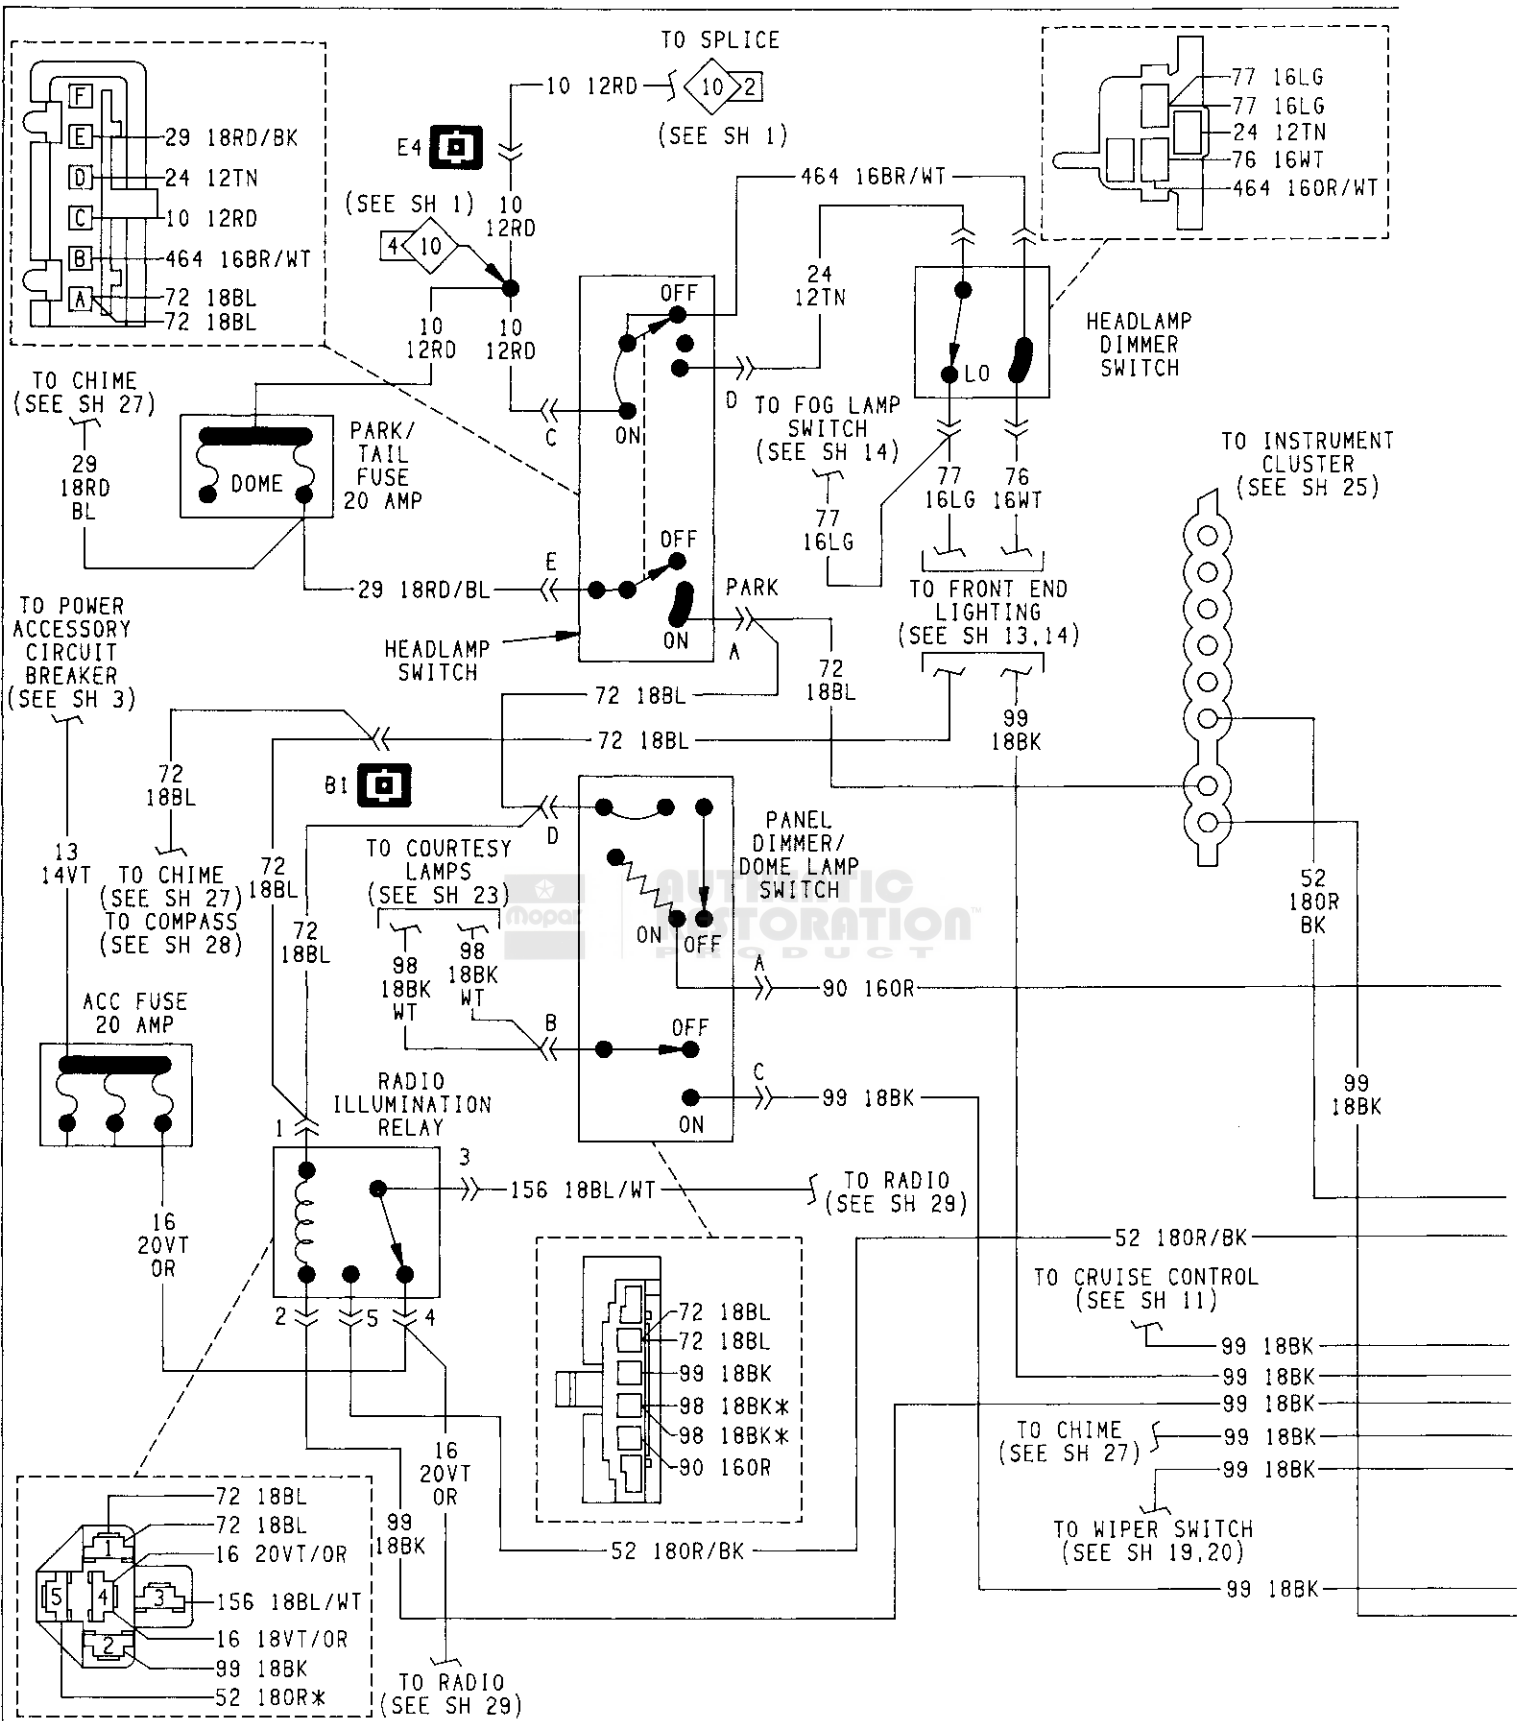 TO SPLICE
10 12RD
10
2
(SEE SH 1)
E4
F
E
29 18RD/BK
D
24 12TN
C
10 12RD
B
464 16BR/WT
A
72 18BL
72 18BL
(SEE SH 1)
10
12RD
4
10
464 16BR/WT
77 16LG
77 16LG
24 12TN
76 16WT
464 16OR/WT
24
12TN
OFF
10
12RD
10
12RD
HEADLAMP
DIMMER
SWITCH
LO
D
C
ON
TO CHIME
(SEE SH 27)
29
18RD
BL
DOME
PARK/
TAIL
FUSE
20 AMP
TO FOG LAMP
SWITCH
(SEE SH 14)
77
16LG
77
16LG
76
16WT
TO INSTRUMENT
CLUSTER
(SEE SH 25)
OFF
E
29 18RD/BL
PARK
ON
A
HEADLAMP
SWITCH
TO FRONT END
LIGHTING
(SEE SH 13,14)
TO POWER
ACCESSORY
CIRCUIT
BREAKER
(SEE SH 3)
72
18BL
72 18BL
72 18BL
99
18BK
72
18BL
B1
13
14VT
TO CHIME
(SEE SH 27)
TO COMPASS
(SEE SH 28)
72
18BL
72
18BL
D
TO COURTESY
LAMPS
(SEE SH 23)
98
18BK
WT
98
18BK
WT
PANEL
DIMMER/
DOME LAMP
SWITCH
ON
OFF
Mopar
AUTHENTIC
RESTORATION™
PRODUCT
52
18OR
BK
A
90 16OR
B
OFF
C
99 18BK
ON
99
18BK
ACC FUSE
20 AMP
RADIO
ILLUMINATION
RELAY
1
3
156 18BL/WT
TO RADIO
(SEE SH 29)
16
20VT
OR
2
5
4
52 18OR/BK
TO CRUISE CONTROL
(SEE SH 11)
99 18BK
99 18BK
99 18BK
TO CHIME
(SEE SH 27)
99 18BK
99 18BK
TO WIPER SWITCH
(SEE SH 19,20)
99 18BK
72 18BL
72 18BL
99 18BK
98 18BK*
98 18BK*
90 16OR
16
20VT
OR
99
18BK
52 18OR/BK
72 18BL
72 18BL
16 20VT/OR
156 18BL/WT
16 18VT/OR
99 18BK
52 18OR*
1
5
4
3
2
TO RADIO
(SEE SH 29)